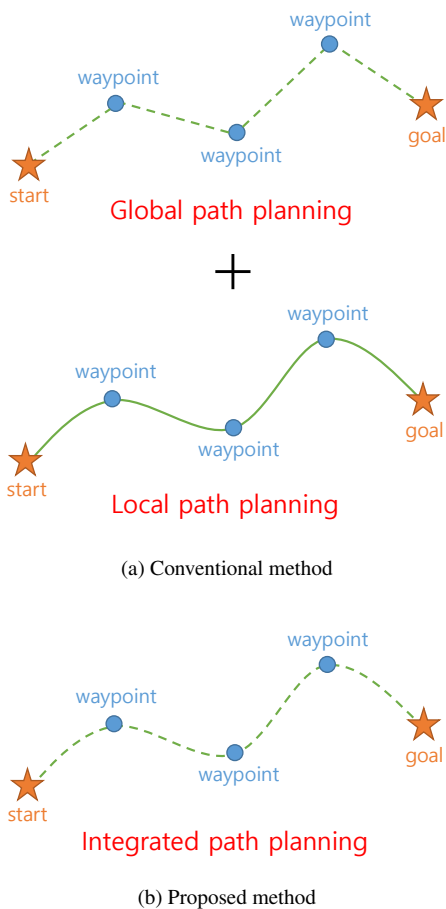 waypoint
waypoint
waypoint
start
goal
Global path planning
+
waypoint
waypoint
waypoint
start
goal
Local path planning
(a) Conventional method
waypoint
waypoint
waypoint
start
goal
Integrated path planning
(b) Proposed method